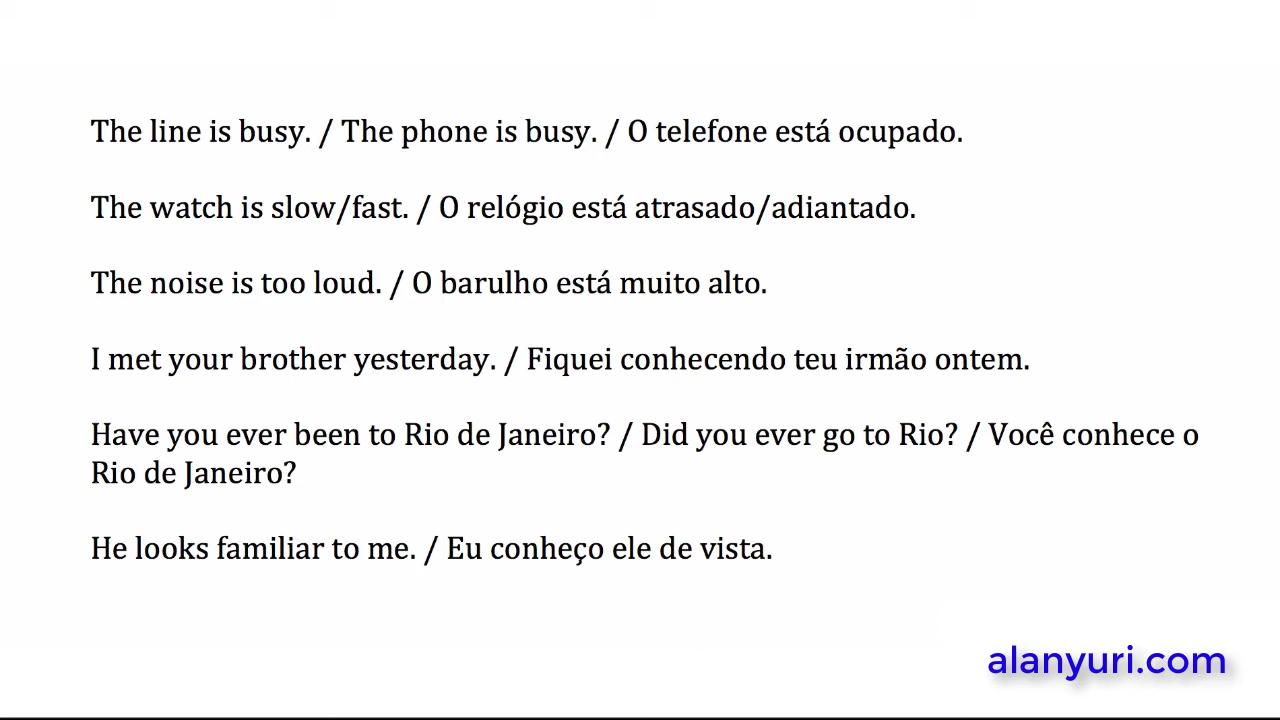 The line is busy. / The phone is busy. / O telefone está ocupado.
The watch is slow/fast. / O relógio está atrasado/adiantado.
The noise is too loud. / O barulho está muito alto.
I met your brother yesterday. / Fiquei conhecendo teu irmão ontem.
Have you ever been to Rio de Janeiro? / Did you ever go to Rio? / Você conhece o
Rio de Janeiro?
He looks familiar to me. / Eu conheço ele de vista.
alanyuri.com